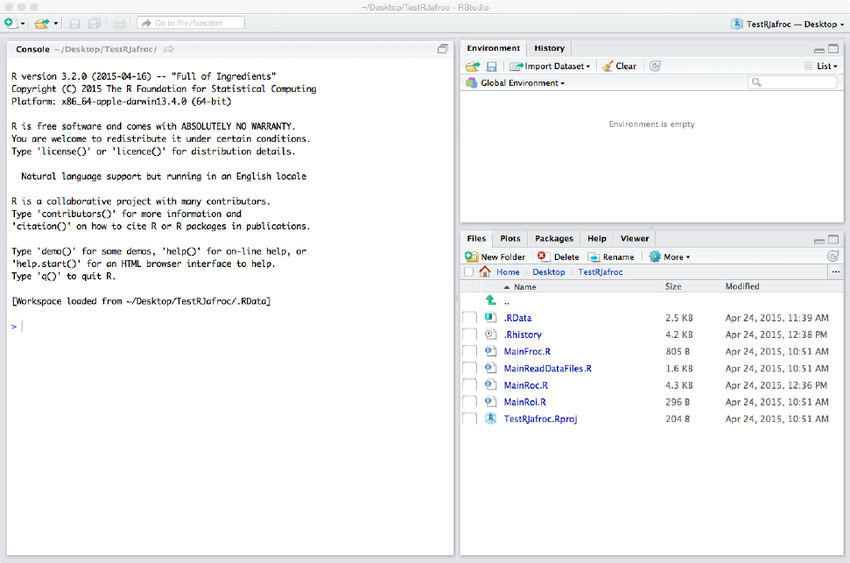 ~/Desktop/TestRJafroc - RStudio
Go to file/function
TestRJafroc — Desktop
Console ~/Desktop/TestRJafroc/
R version 3.2.0 (2015-04-16) -- "Full of Ingredients"
Copyright (C) 2015 The R Foundation for Statistical Computing
Platform: x86_64-apple-darwin13.4.0 (64-bit)
R is free software and comes with ABSOLUTELY NO WARRANTY.
You are welcome to redistribute it under certain conditions.
Type 'license()' or 'licence()' for distribution details.
Natural language support but running in an English locale
R is a collaborative project with many contributors.
Type 'contributors()' for more information and
'citation()' on how to cite R or R packages in publications.
Type 'demo()' for some demos, 'help()' for on-line help, or
'help.start()' for an HTML browser interface to help.
Type 'q()' to quit R.
[Workspace loaded from ~/Desktop/TestRJafroc/.RData]
>
Environment History
Import Dataset Clear List
Global Environment
Environment is empty
Files Plots Packages Help Viewer
New Folder Delete Rename More
Home Desktop TestRJafroc ...
Name Size Modified
..
.RData 2.5 KB Apr 24, 2015, 11:39 AM
.Rhistory 4.2 KB Apr 24, 2015, 12:38 PM
MainFroc.R 805 B Apr 24, 2015, 10:51 AM
MainReadDataFiles.R 1.6 KB Apr 24, 2015, 10:51 AM
MainRoc.R 4.3 KB Apr 24, 2015, 12:36 PM
MainRoi.R 296 B Apr 24, 2015, 10:51 AM
TestRJafroc.Rproj 204 B Apr 24, 2015, 10:51 AM